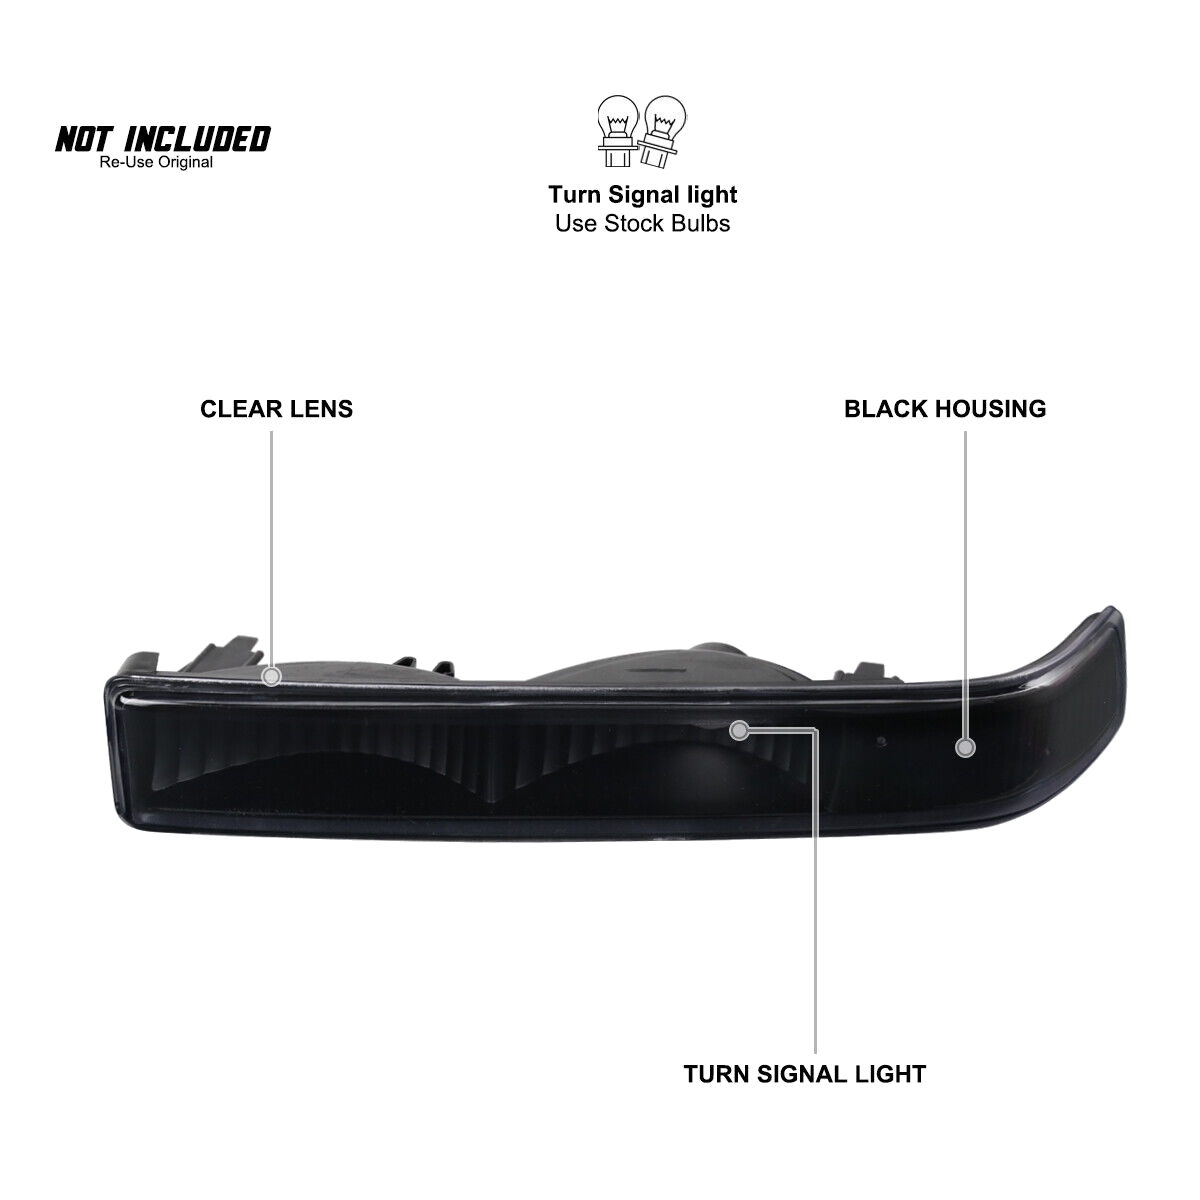 NOT INCLUDED
Re-Use Original
Turn Signal light
Use Stock Bulbs
CLEAR LENS
BLACK HOUSING
TURN SIGNAL LIGHT